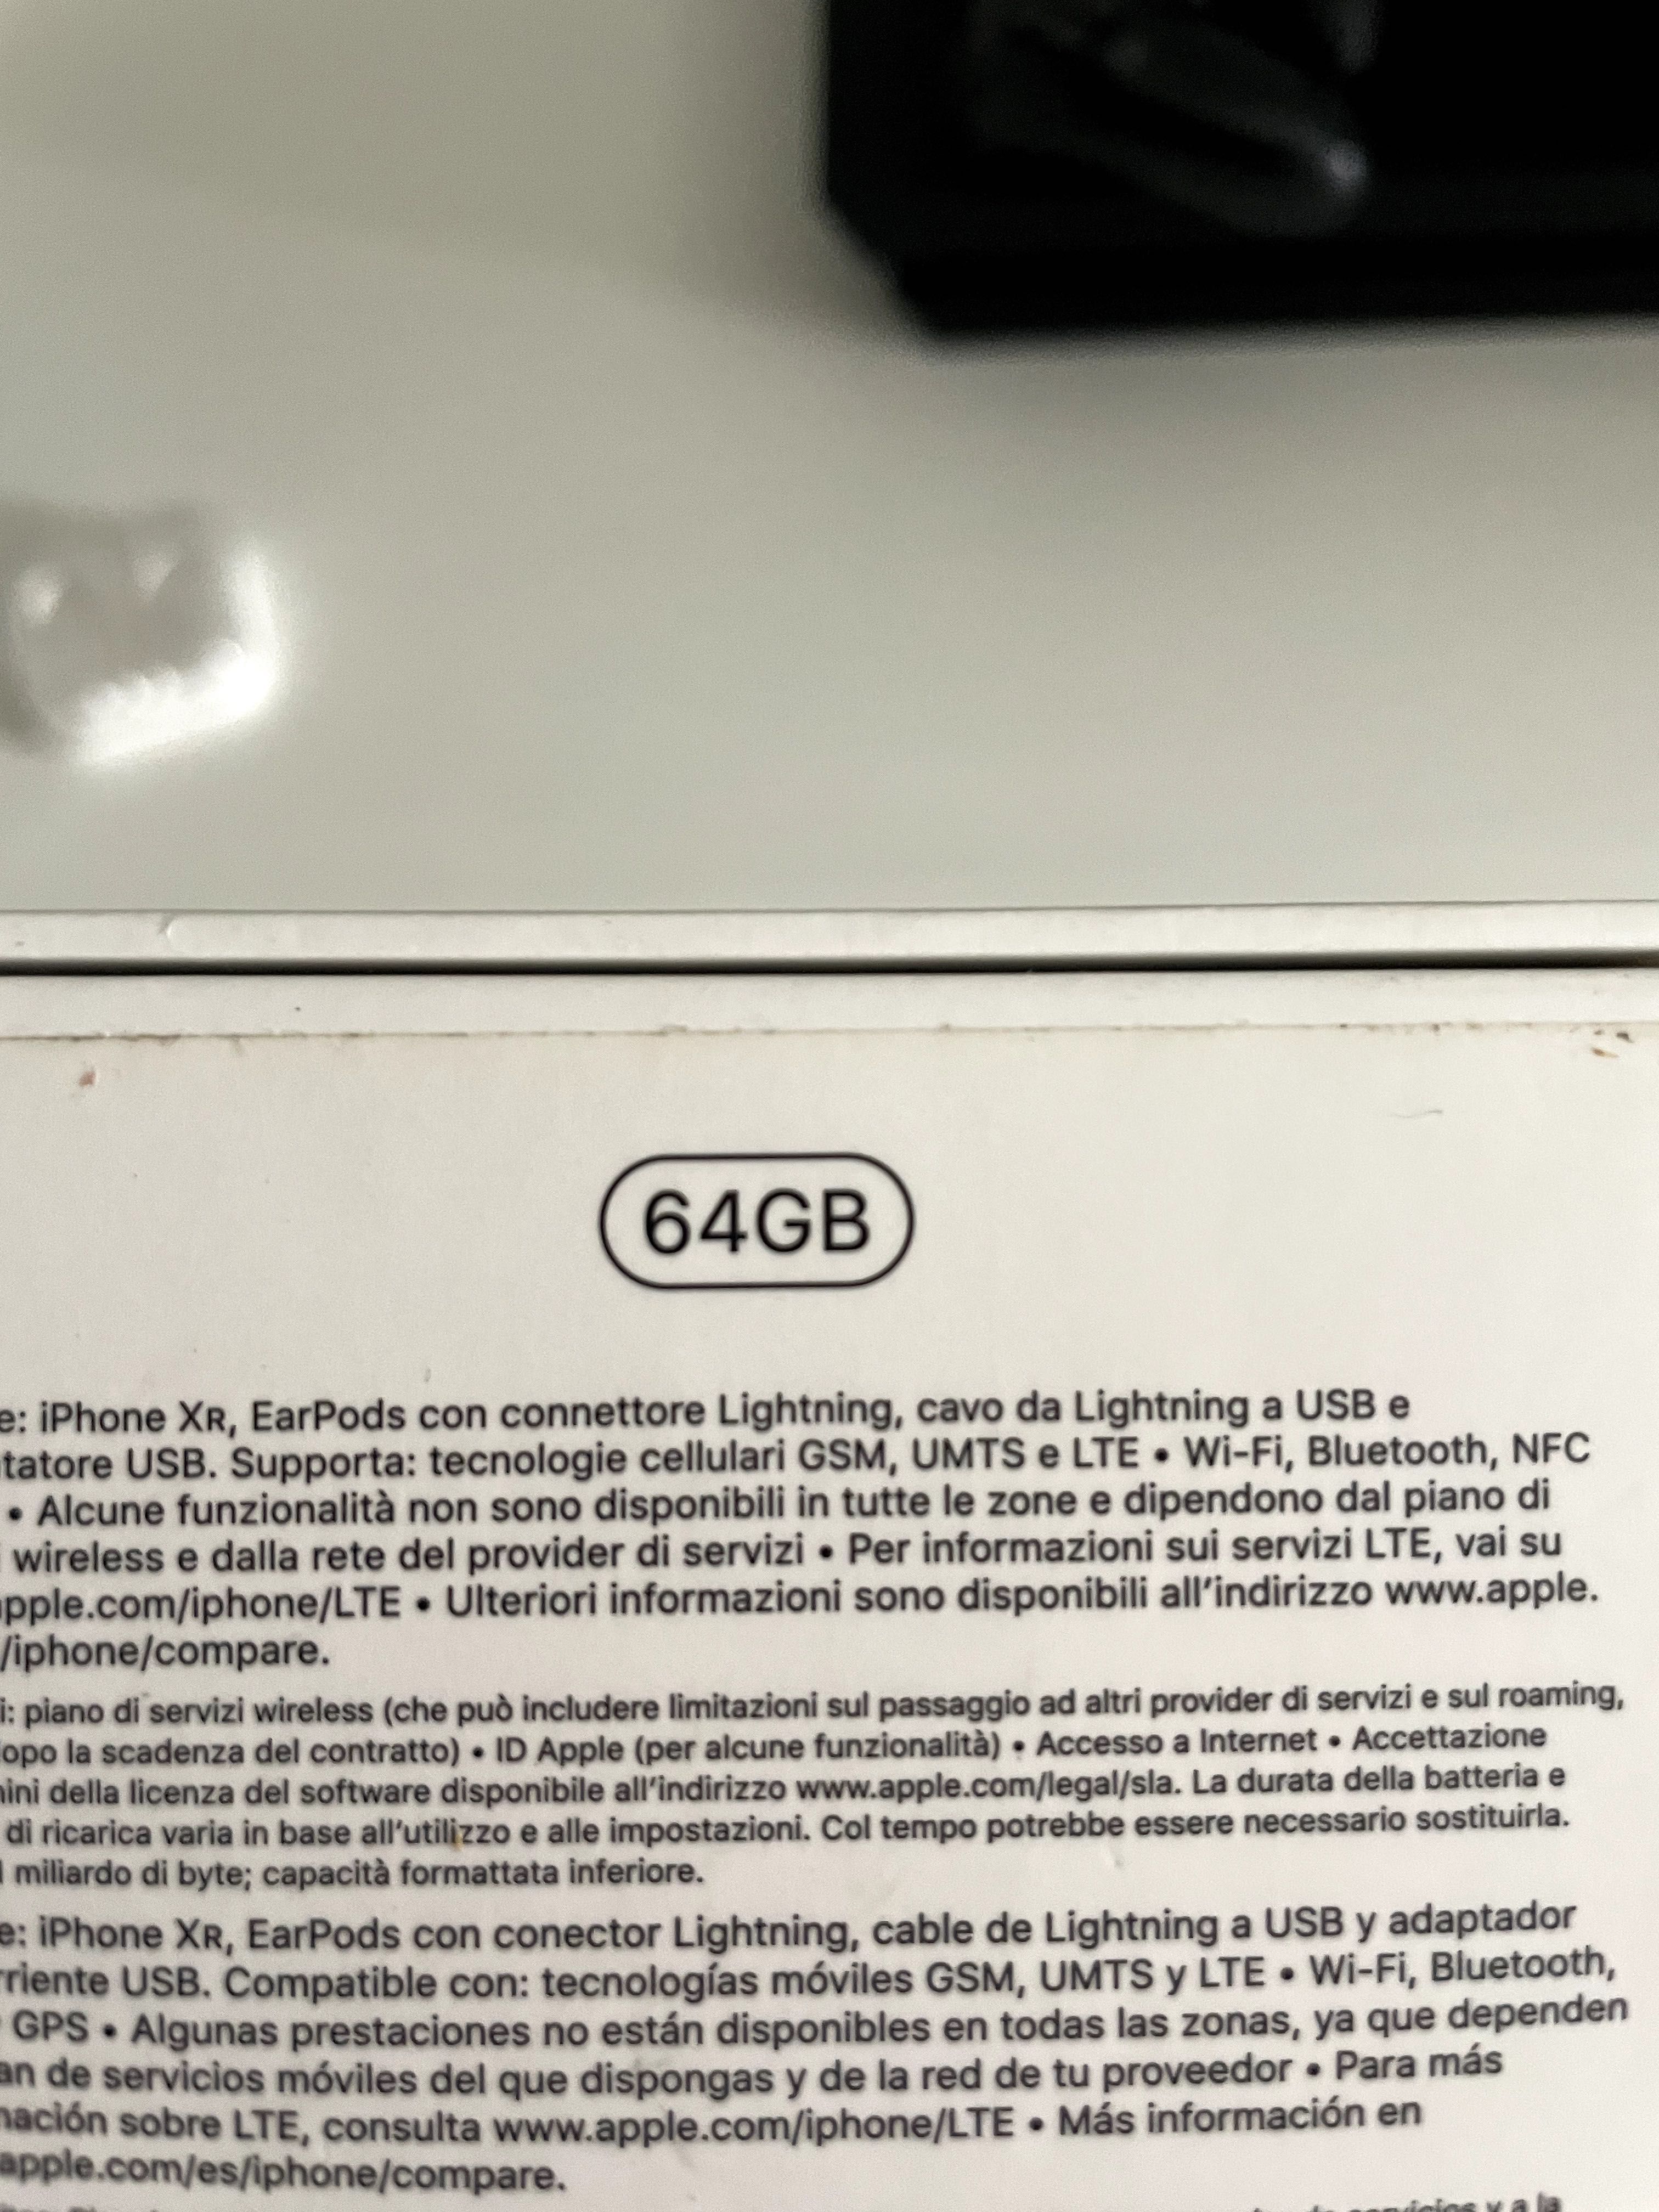 64GB
e: iPhone XR, EarPods con connettore Lightning, cavo da Lightning a USB e
tatore USB. Supporta: tecnologie cellulari GSM, UMTS e LTE • Wi-Fi, Bluetooth, NFC
• Alcune funzionalità non sono disponibili in tutte le zone e dipendono dal piano di
wireless e dalla rete del provider di servizi • Per informazioni sui servizi LTE, vai su
apple.com/iphone/LTE • Ulteriori informazioni sono disponibili all'indirizzo www.apple.
/iphone/compare.
i: piano di servizi wireless (che può includere limitazioni sul passaggio ad altri provider di servizi e sul roaming,
opo la scadenza del contratto) • ID Apple (per alcune funzionalità) • Accesso a Internet • Accettazione
ini della licenza del software disponibile all'indirizzo www.apple.com/legal/sla. La durata della batteria e
di ricarica varia in base all'utilizzo e alle impostazioni. Col tempo potrebbe essere necessario sostituirla.
miliardo di byte; capacità formattata inferiore.
e: iPhone XR, EarPods con conector Lightning, cable de Lightning a USB y adaptador
rriente USB. Compatible con: tecnologías móviles GSM, UMTS y LTE • Wi-Fi, Bluetooth,
GPS • Algunas prestaciones no están disponibles en todas las zonas, ya que dependen
an de servicios móviles del que dispongas y de la red de tu proveedor • Para más
mación sobre LTE, consulta www.apple.com/iphone/LTE • Más información en
apple.com/es/iphone/compare.
servicios y a la